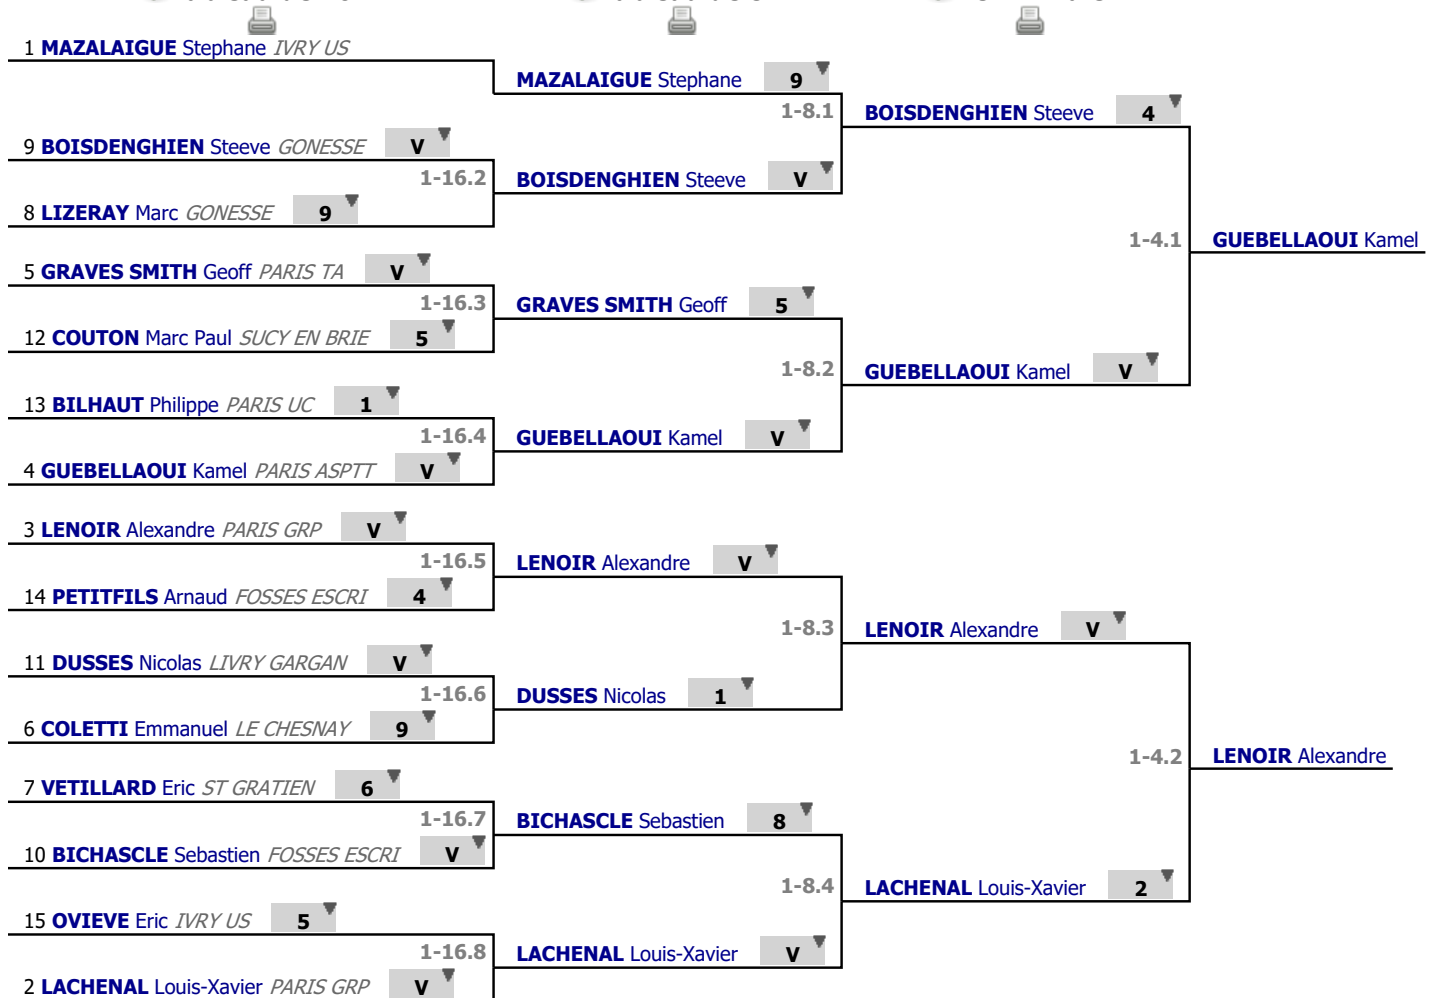 1 MAZALAIGUE Stephane IVRY US
9 BOISDENGHIEN Steeve GONESSE V
1-16.2
8 LIZERAY Marc GONESSE 9
5 GRAVES SMITH Geoff PARIS TA V
1-16.3
12 COUTON Marc Paul SUCY EN BRIE 5
13 BILHAUT Philippe PARIS UC 1
1-16.4
4 GUEBELLAOUI Kamel PARIS ASPTT V
3 LENOIR Alexandre PARIS GRP V
1-16.5
14 PETITFILS Arnaud FOSSES ESCRI 4
11 DUSSES Nicolas LIVRY GARGAN V
1-16.6
6 COLETTI Emmanuel LE CHESNAY 9
7 VETILLARD Eric ST GRATIEN 6
1-16.7
10 BICHASCLE Sebastien FOSSES ESCRI V
15 OVIEVE Eric IVRY US 5
1-16.8
2 LACHENAL Louis-Xavier PARIS GRP V
MAZALAIGUE Stephane 9
1-8.1
BOISDENGHIEN Steeve V
GRAVES SMITH Geoff 5
1-8.2
GUEBELLAOUI Kamel V
LENOIR Alexandre V
1-8.3
DUSSES Nicolas 1
BICHASCLE Sebastien 8
1-8.4
LACHENAL Louis-Xavier V
BOISDENGHIEN Steeve 4
1-4.1
GUEBELLAOUI Kamel V
LENOIR Alexandre V
1-4.2
LACHENAL Louis-Xavier 2
GUEBELLAOUI Kamel
LENOIR Alexandre